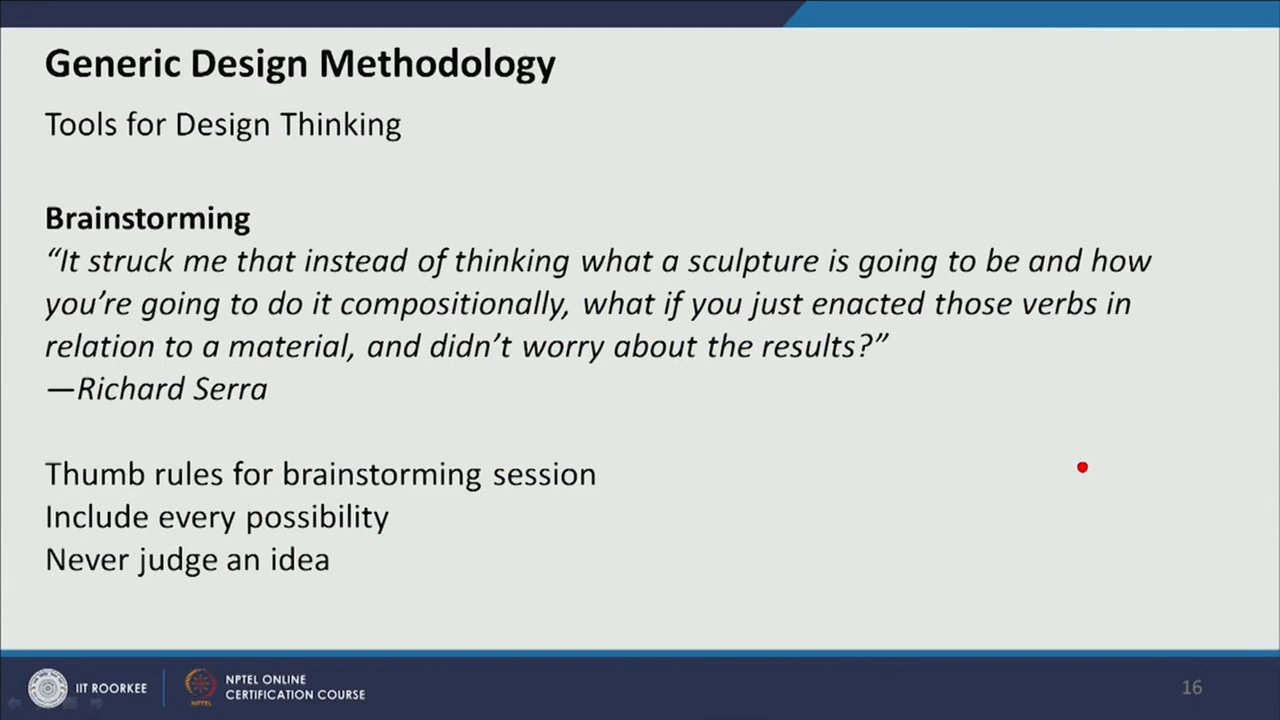 Generic Design Methodology
Tools for Design Thinking
Brainstorming
“It struck me that instead of thinking what a sculpture is going to be and how
you’re going to do it compositionally, what if you just enacted those verbs in
relation to a material, and didn’t worry about the results?”
—Richard Serra
Thumb rules for brainstorming session
Include every possibility
Never judge an idea
IIT ROORKEE
NPTEL ONLINE
CERTIFICATION COURSE
NPTEL
16